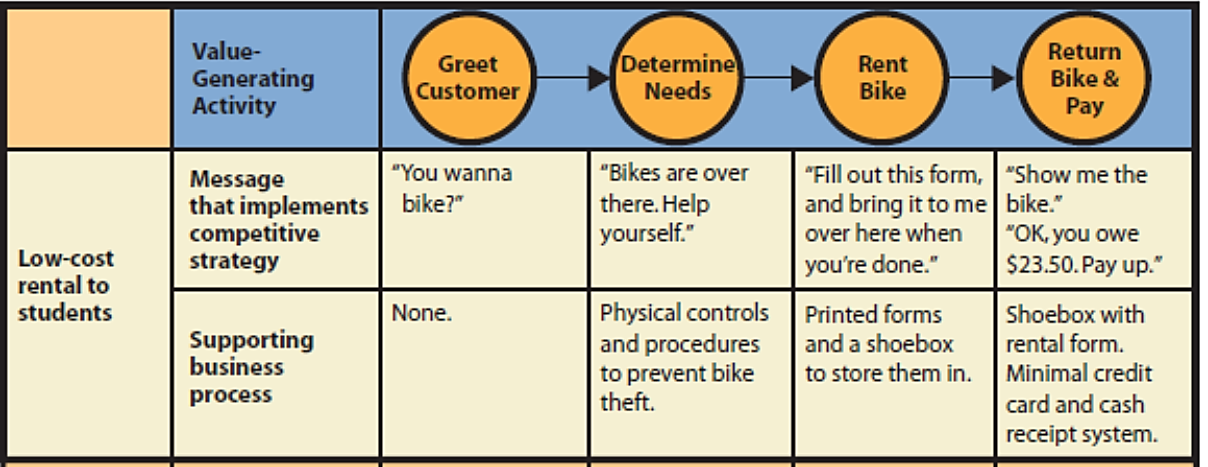 Value-
Generating
Activity
Greet
Customer
Determine
Needs
Rent
Bike
Return
Bike &
Pay
Low-cost
rental to
students
Message
that implements
competitive
strategy
“You wanna
bike?”
“Bikes are over
there. Help
yourself.”
“Fill out this form,
and bring it to me
over here when
you’re done.”
“Show me the
bike.”
“OK, you owe
$23.50. Pay up.”
Supporting
business
process
None.
Physical controls
and procedures
to prevent bike
theft.
Printed forms
and a shoebox
to store them in.
Shoebox with
rental form.
Minimal credit
card and cash
receipt system.